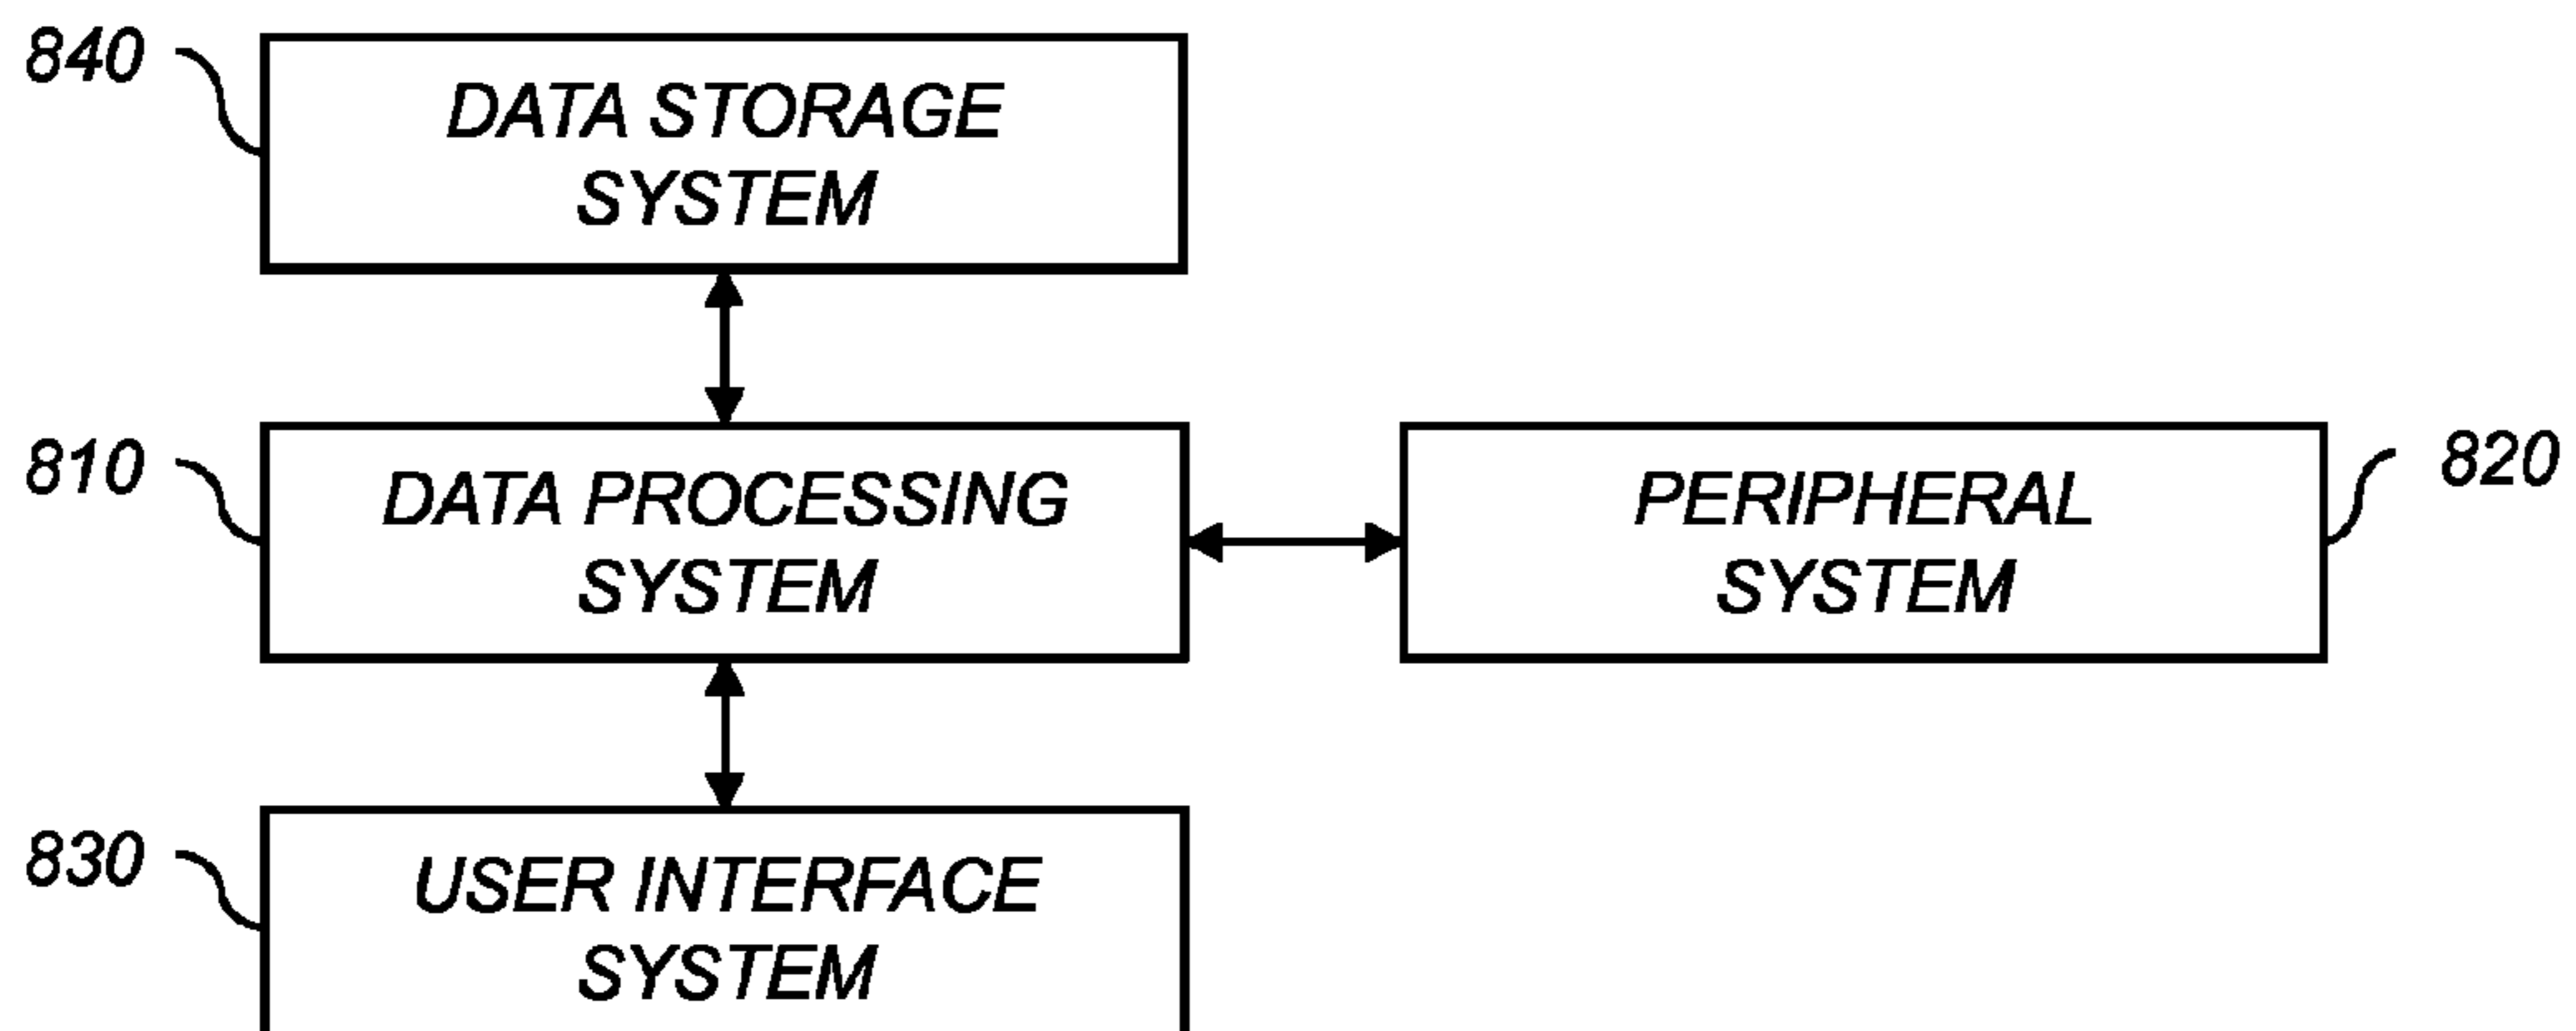 840
DATA STORAGE
SYSTEM
810
DATA PROCESSING
SYSTEM
PERIPHERAL
SYSTEM
820
830
USER INTERFACE
SYSTEM